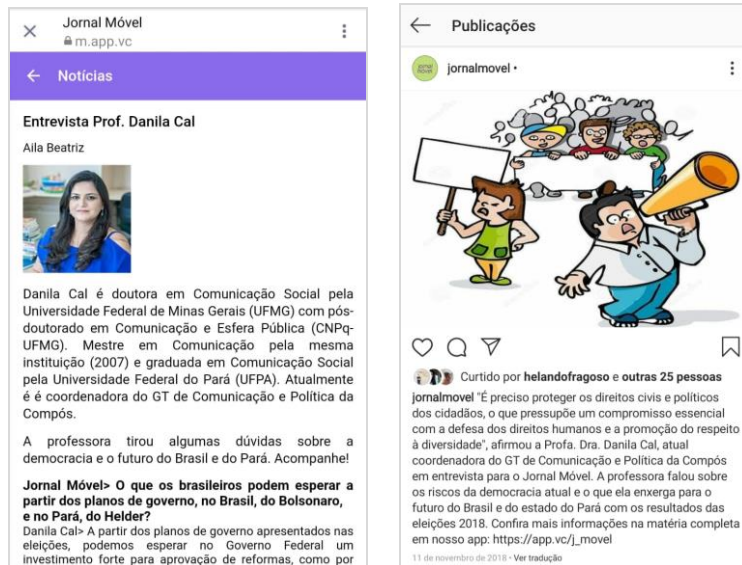 Jornal Móvel
m.app.vc
Notícias
Entrevista Prof. Danila Cal
Aila Beatriz
Danila Cal é doutora em Comunicação Social pela
Universidade Federal de Minas Gerais (UFMG) com pós-
doutorado em Comunicação e Esfera Pública (CNPq-
UFMG). Mestre em Comunicação pela mesma
instituição (2007) e graduada em Comunicação Social
pela Universidade Federal do Pará (UFPA). Atualmente
é é coordenadora do GT de Comunicação e Política da
Compós.
A professora tirou algumas dúvidas sobre a
democracia e o futuro do Brasil e do Pará. Acompanhe!
Jornal Móvel> O que os brasileiros podem esperar a
partir dos planos de governo, no Brasil, do Bolsonaro,
e no Pará, do Helder?
Danila Cal> A partir dos planos de governo apresentados nas
eleições, podemos esperar no Governo Federal um
investimento forte para aprovação de reformas, como por
Publicações
jornalmovel •
Curtido por helandofragoso e outras 25 pessoas
jornalmovel "É preciso proteger os direitos civis e políticos
dos cidadãos, o que pressupõe um compromisso essencial
com a defesa dos direitos humanos e a promoção do respeito
à diversidade", afirmou a Profa. Dra. Danila Cal, atual
coordenadora do GT de Comunicação e Política da Compós
em entrevista para o Jornal Móvel. A professora falou sobre
os riscos da democracia atual e o que ela enxerga para o
futuro do Brasil e do estado do Pará com os resultados das
eleições 2018. Confira mais informações na matéria completa
em nosso app: https://app.vc/j_movel
11 de novembro de 2018 • Ver tradução